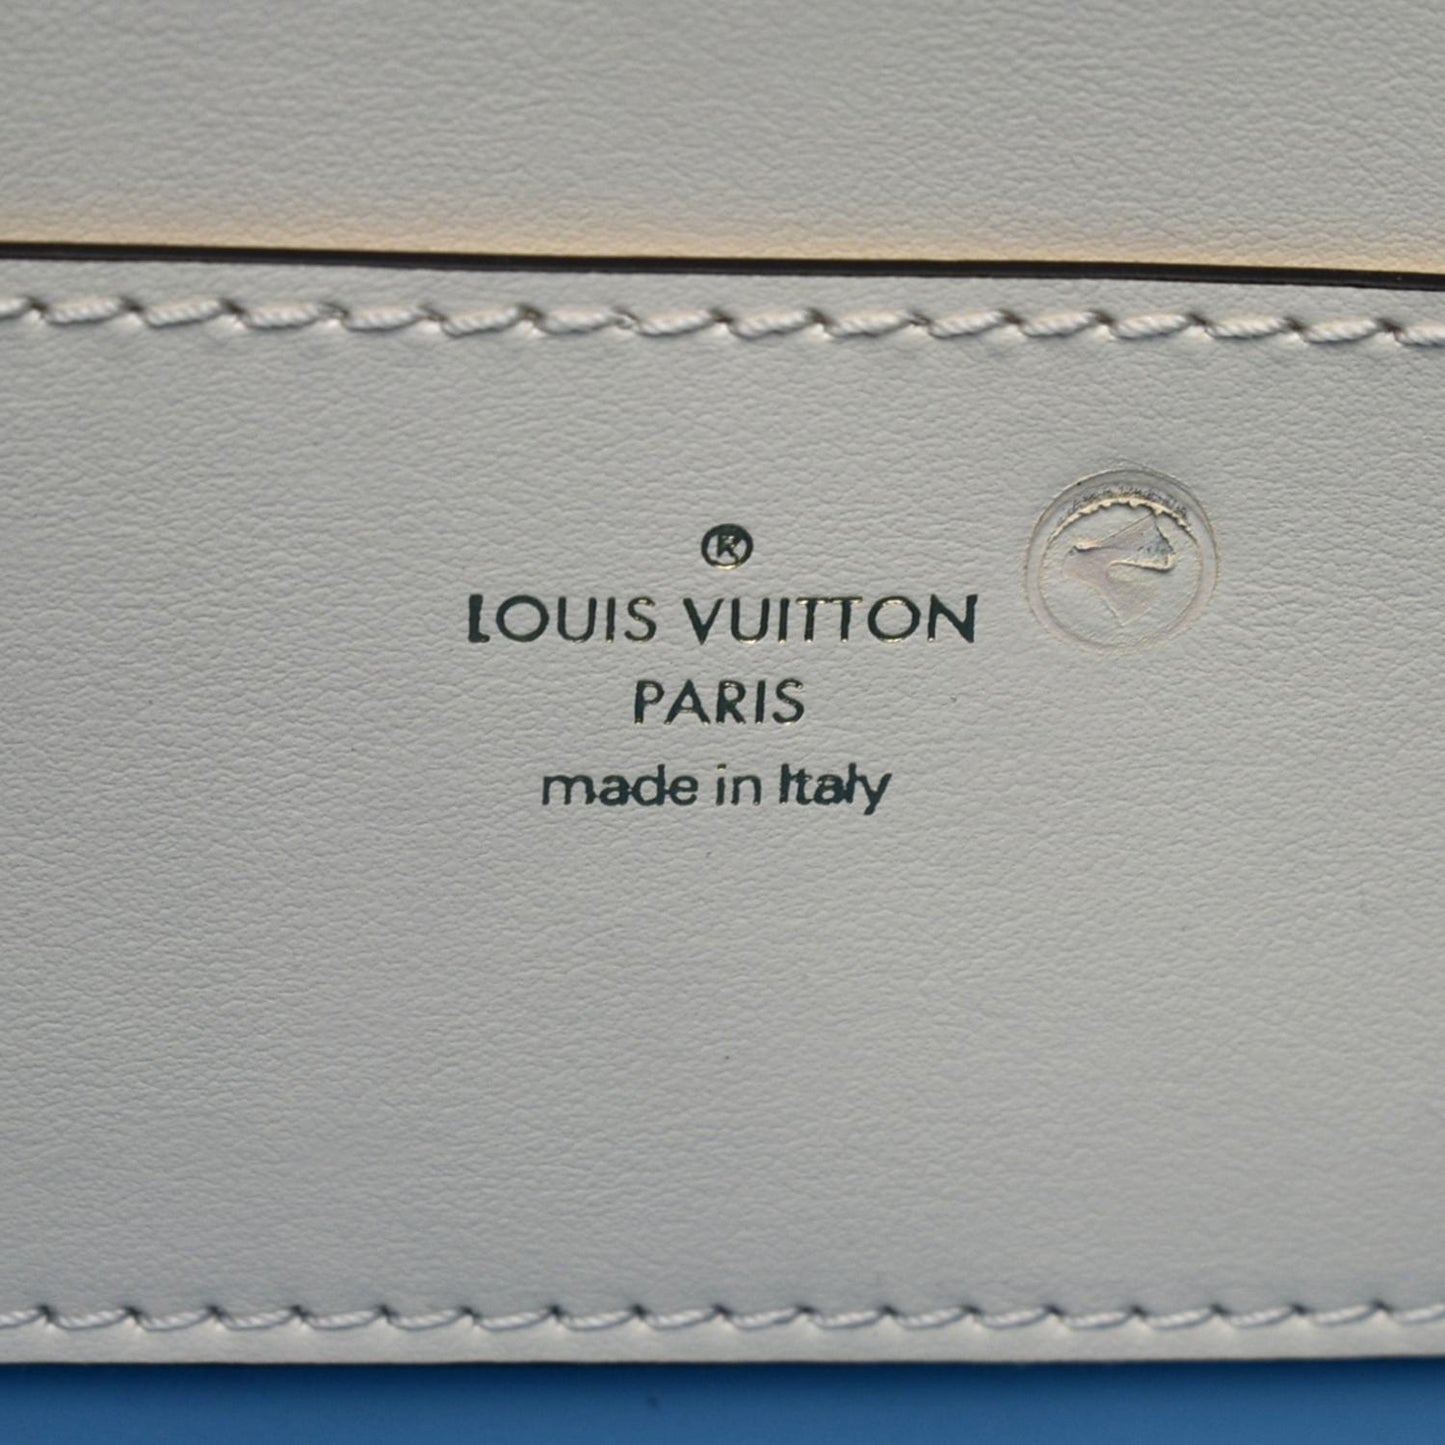 ®
LOUIS VUITTON
PARIS
made in Italy